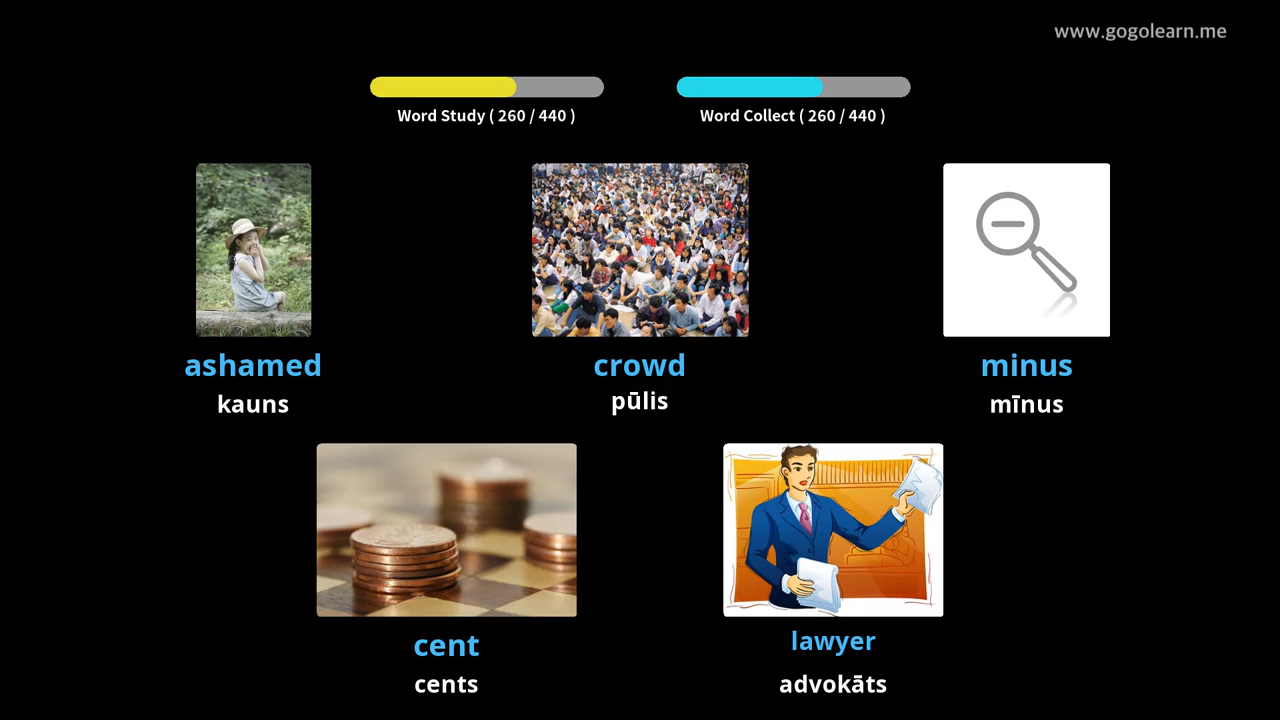 www.gogolearn.me
Word Study ( 260 / 440 )
Word Collect ( 260 / 440 )
ashamed
kauns
crowd
pūlis
minus
mīnus
cent
cents
lawyer
advokāts